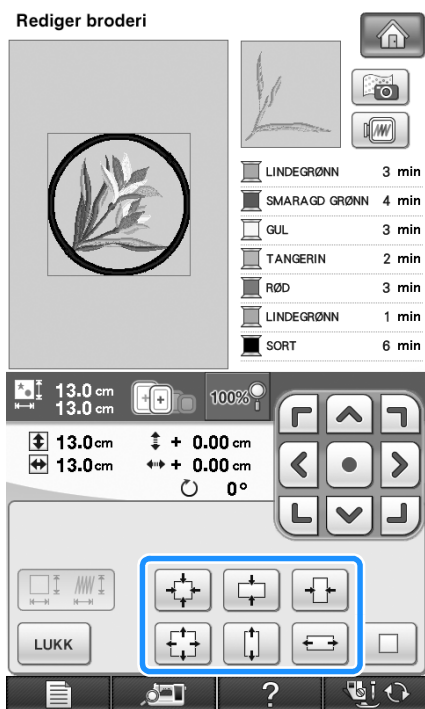 Rediger broderi
LINDEGRØNN 3 min
SMARAGD GRØNN 4 min
GUL 3 min
TANGERIN 2 min
RØD 3 min
LINDEGRØNN 1 min
SORT 6 min
13.0 cm
13.0 cm
100%
13.0 cm + 0.00 cm
13.0 cm + 0.00 cm
0°
LUKK
?